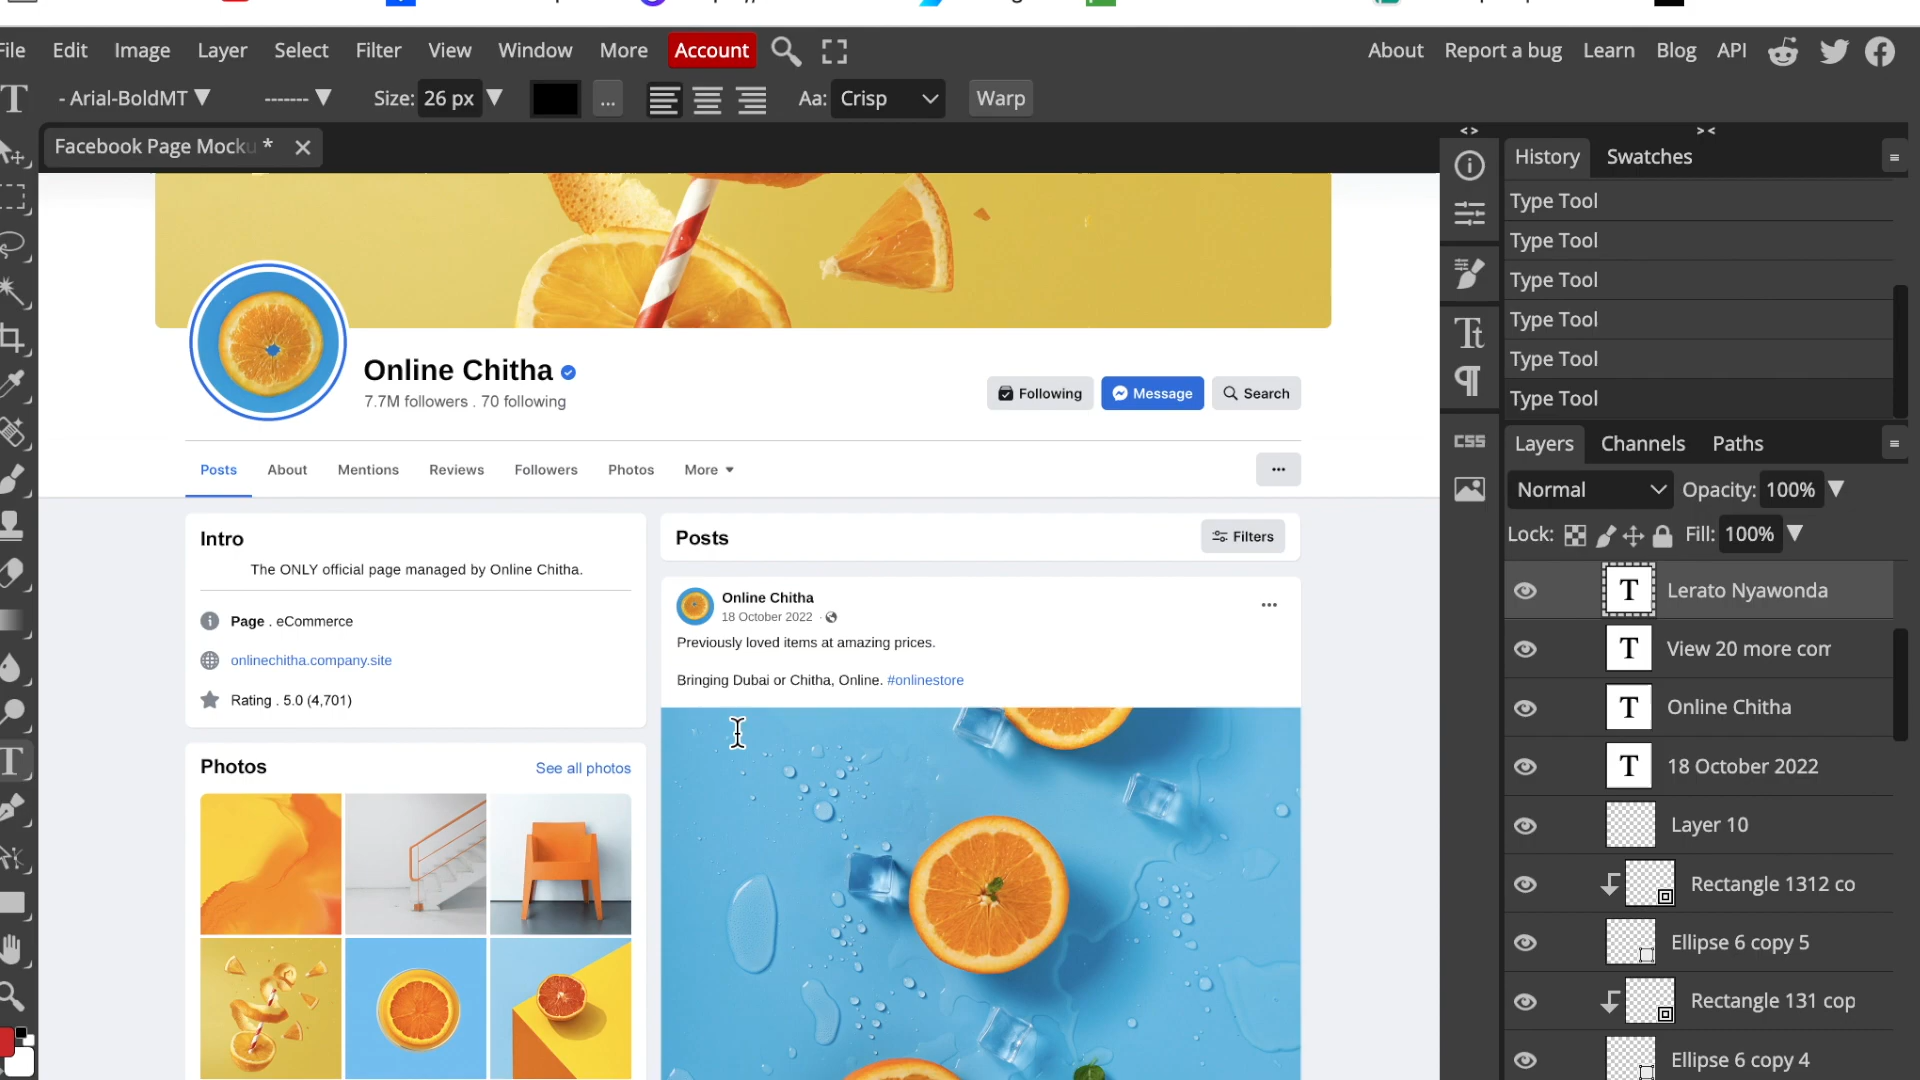 File Edit Image Layer Select Filter View Window More Account About Report a bug Learn Blog API
T - Arial-BoldMT ▼ ------- ▼ Size: 26 px ▼ ... Aa: Crisp Warp
Facebook Page Mocku * ×
History Swatches
Type Tool
Type Tool
Type Tool
Type Tool
Type Tool
Type Tool
CSS
Layers Channels Paths
Normal Opacity: 100% ▼
Lock: Fill: 100% ▼
T Lerato Nyawonda
T View 20 more com
T Online Chitha
T 18 October 2022
Layer 10
Rectangle 1312 co
Ellipse 6 copy 5
Rectangle 131 cop
Ellipse 6 copy 4
Online Chitha
7.7M followers . 70 following
Following Message Search
Posts About Mentions Reviews Followers Photos More ▼ ...
Intro
The ONLY official page managed by Online Chitha.
Page . eCommerce
onlinechitha.company.site
Rating . 5.0 (4,701)
Photos See all photos
Posts Filters
Online Chitha
18 October 2022 ·
Previously loved items at amazing prices.
Bringing Dubai or Chitha, Online. #onlinestore